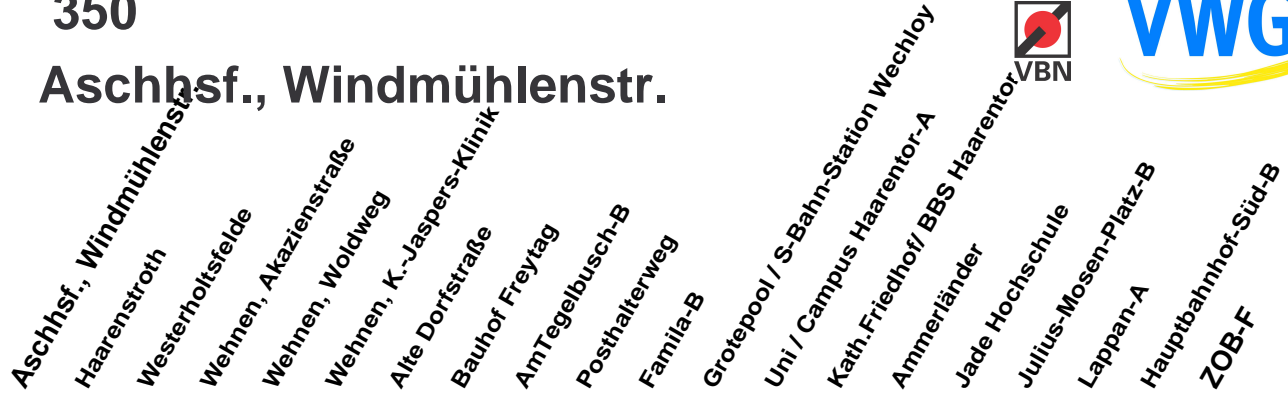 350
Aschhsf., Windmühlenstr.
VBN
VWG
Aschhsf., Windmühlenstr.
Haarenstroth
Westerholtsfelde
Wehnen, Akazienstraße
Wehnen, Woldweg
Wehnen, K.-Jaspers-Klinik
Alte Dorfstraße
Bauhof Freytag
AmTegelbusch-B
Posthalterweg
Famila-B
Grotepool / S-Bahn-Station Wechloy
Uni / Campus Haarentor-A
Kath.Friedhof/ BBS Haarentor
Ammerländer
Jade Hochschule
Julius-Mosen-Platz-B
Lappan-A
Hauptbahnhof-Süd-B
ZOB-F